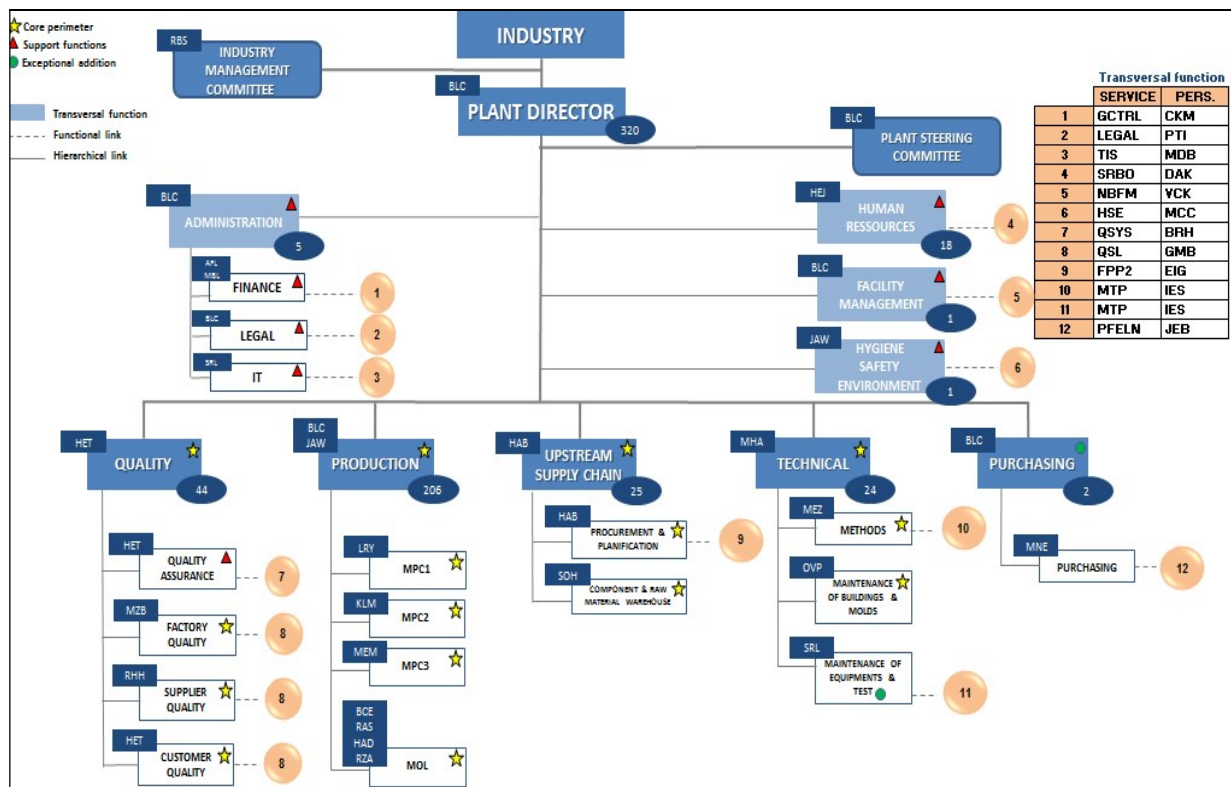 Core perimeter
Support functions
Exceptional addition
Transversal function
Functional link
Hierarchical link
RBS
INDUSTRY
MANAGEMENT
COMMITTEE
INDUSTRY
BLC
PLANT DIRECTOR
320
BLC
PLANT STEERING
COMMITTEE
Transversal function
SERVICE PERS.
1 GCTRL CKM
2 LEGAL PTI
3 TIS MDB
4 SRBO DAK
5 NBFM VCK
6 HSE MCC
7 QSYS BRH
8 QSL GMB
9 FPP2 EIG
10 MTP IES
11 MTP IES
12 PFELN JEB
BLC
ADMINISTRATION
5
MBL
FINANCE
1
BLC
LEGAL
2
SRL
IT
3
HEJ
HUMAN
RESSOURCES
18
4
BLC
FACILITY
MANAGEMENT
1
5
JAW
HYGIENE
SAFETY
ENVIRONMENT
1
6
HET
QUALITY
44
HET
QUALITY
ASSURANCE
7
MZB
FACTORY
QUALITY
8
RHH
SUPPLIER
QUALITY
8
HET
CUSTOMER
QUALITY
8
BLC
JAW
PRODUCTION
206
LRY
MPC1
KLM
MPC2
MEM
MPC3
BCE
RAS
HAD
RZA
MOL
HAB
UPSTREAM
SUPPLY CHAIN
25
HAB
PROCUREMENT &
PLANIFICATION
9
SOH
COMPONENT & RAW
MATERIAL WAREHOUSE
MHA
TECHNICAL
24
MEZ
METHODS
10
OVP
MAINTENANCE
OF BUILDINGS &
MOLDS
SRL
MAINTENANCE OF
EQUIPMENTS &
TEST
11
BLC
PURCHASING
2
MNE
PURCHASING
12